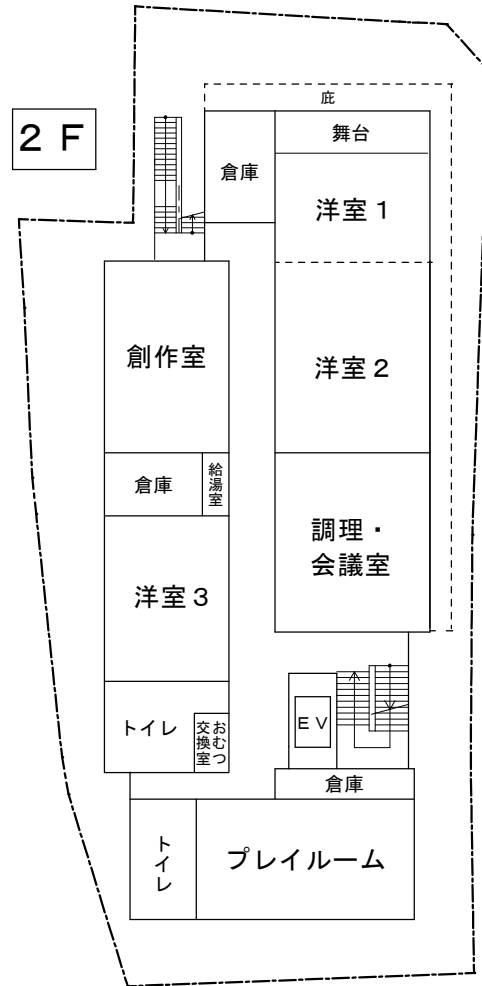 庇
２Ｆ
舞台
倉庫
洋室１
創作室
洋室２
倉庫
給湯室
調理・
会議室
洋室３
トイレ
おむつ
交換室
ＥＶ
倉庫
トイレ
プレイルーム